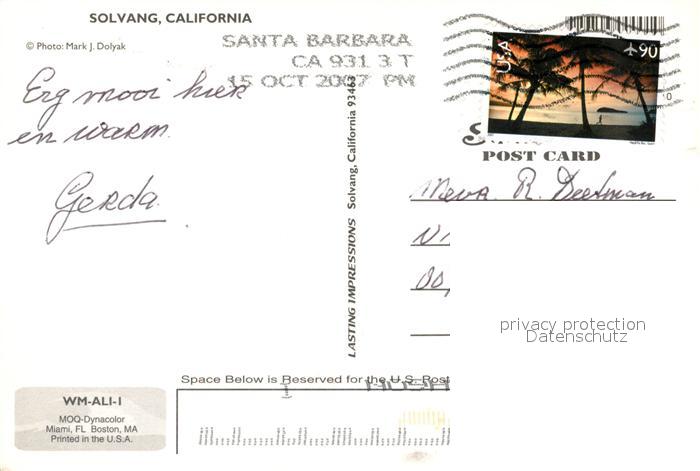 SOLVANG, CALIFORNIA
© Photo: Mark J. Dolyak
SANTA BARBARA
CA 931 3 T
15 OCT 2007 PM
USA
90
Erg mooi hier
en warm.
Gerda.
POST CARD
Mevr. R. Deetman
LASTING IMPRESSIONS Solvang, California 93463
privacy protection
Datenschutz
Space Below is Reserved for the U.S. Post
WM-ALI-1
MOQ-Dynacolor
Miami, FL Boston, MA
Printed in the U.S.A.